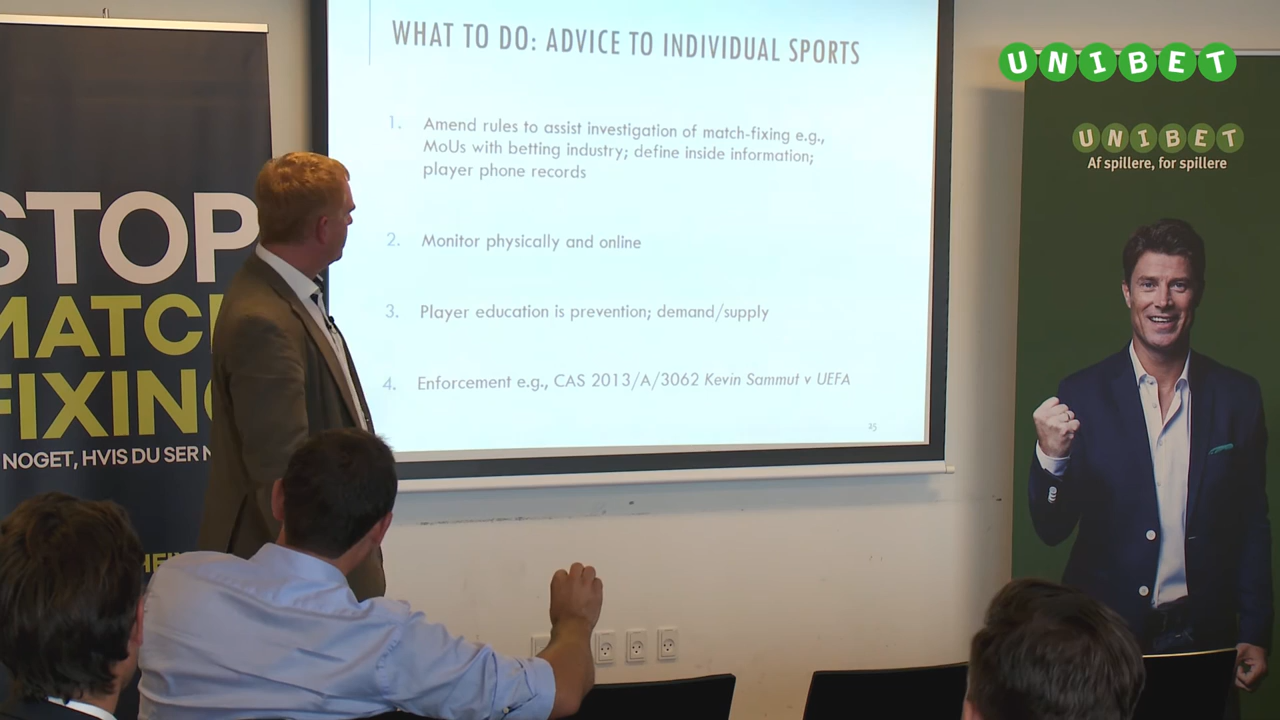 WHAT TO DO: ADVICE TO INDIVIDUAL SPORTS
1. Amend rules to assist investigation of match-fixing e.g.,
MoUs with betting industry; define inside information;
player phone records
2. Monitor physically and online
3. Player education is prevention; demand/supply
4. Enforcement e.g., CAS 2013/A/3062 Kevin Sammut v UEFA
25
UNIBET
UNIBET
Af spillere, for spillere
STOP
MATCH
FIXING
NOGET, HVIS DU SER